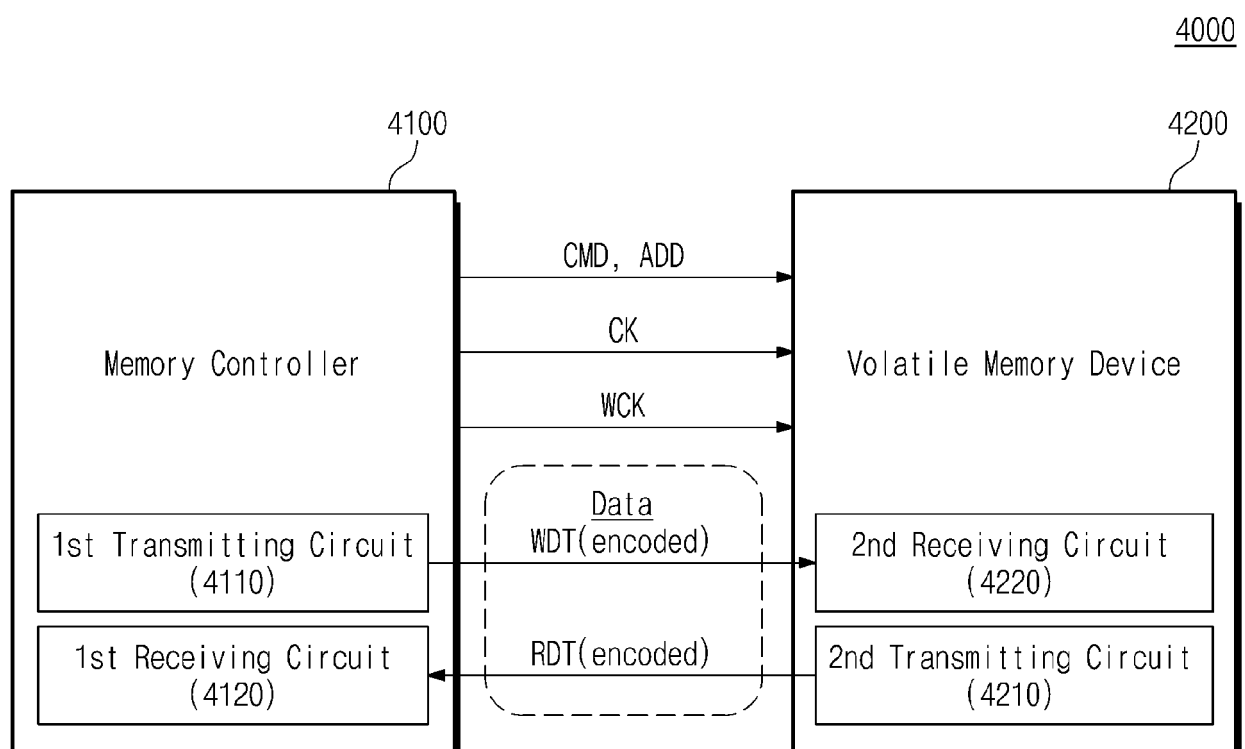 4000
4100
4200
CMD, ADD
CK
Memory Controller
Volatile Memory Device
WCK
Data
1st Transmitting Circuit
(4110)
WDT(encoded)
2nd Receiving Circuit
(4220)
1st Receiving Circuit
(4120)
RDT(encoded)
2nd Transmitting Circuit
(4210)